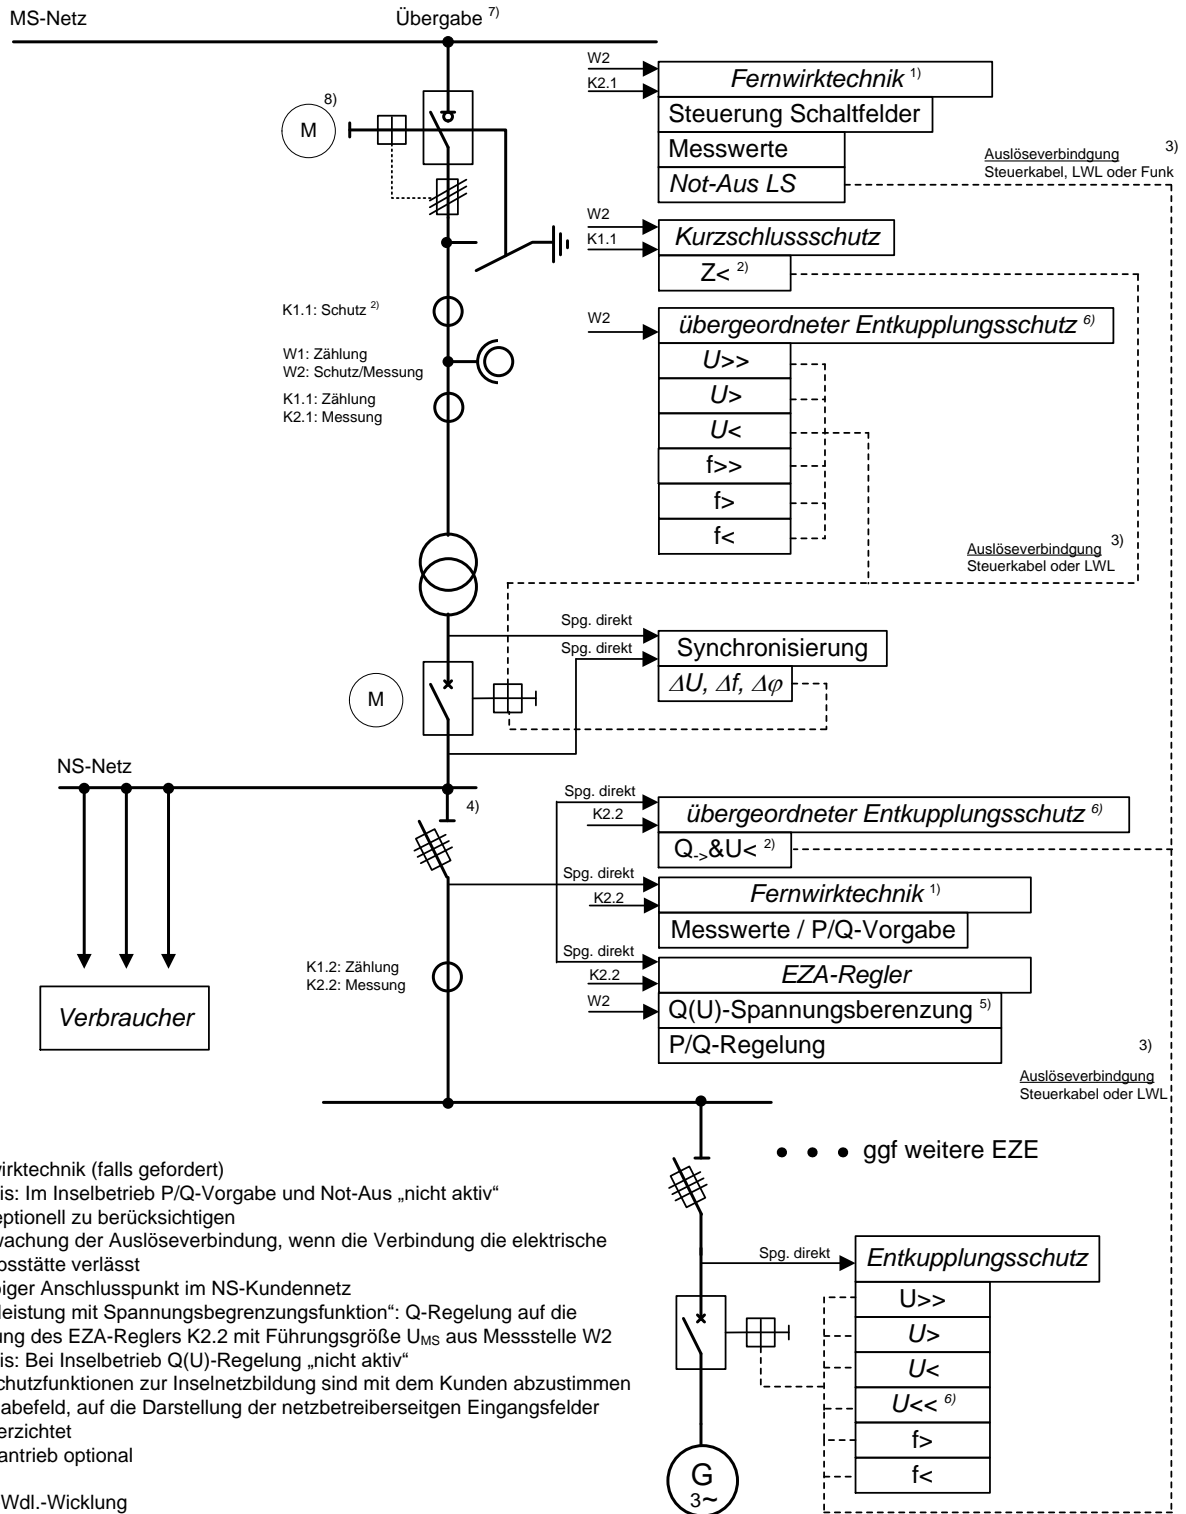 MS-Netz
Übergabe 7)
W2
K2.1
Fernwirktechnik 1)
Steuerung Schaltfelder
Messwerte
Not-Aus LS
Auslöseverbindgung 3)
Steuerkabel, LWL oder Funk
M
8)
W2
K1.1
Kurzschlussschutz
Z< 2)
K1.1: Schutz 2)
W1: Zählung
W2: Schutz/Messung
K1.1: Zählung
K2.1: Messung
W2
übergeordneter Entkupplungsschutz 6)
U>>
U>
U<
f>>
f>
f<
Auslöseverbindgung 3)
Steuerkabel oder LWL
Spg. direkt
Spg. direkt
Synchronisierung
ΔU, Δf, Δφ
M
NS-Netz
4)
Spg. direkt
K2.2
übergeordneter Entkupplungsschutz 6)
Q->&U< 2)
Spg. direkt
K2.2
Fernwirktechnik 1)
Messwerte / P/Q-Vorgabe
Spg. direkt
K2.2
W2
EZA-Regler
Q(U)-Spannungsberenzung 5)
P/Q-Regelung
K1.2: Zählung
K2.2: Messung
Verbraucher
3)
Auslöseverbindgung
Steuerkabel oder LWL
ggf weitere EZE
irktechnik (falls gefordert)
is: Im Inselbetrieb P/Q-Vorgabe und Not-Aus „nicht aktiv“
eptionell zu berücksichtigen
wachung der Auslöseverbindung, wenn die Verbindung die elektrische
osstätte verlässt
biger Anschlusspunkt im NS-Kundennetz
leistung mit Spannungsbegrenzungsfunktion“: Q-Regelung auf die
ung des EZA-Reglers K2.2 mit Führungsgröße UMS aus Messstelle W2
is: Bei Inselbetrieb Q(U)-Regelung „nicht aktiv“
chutzfunktionen zur Inselnetzbildung sind mit dem Kunden abzustimmen
abefeld, auf die Darstellung der netzbetreiberseitgen Eingangsfelder
erzichtet
antrieb optional
Wdl.-Wicklung
Spg. direkt
Entkupplungsschutz
U>>
U>
U<
U<< 6)
f>
f<
G
3~